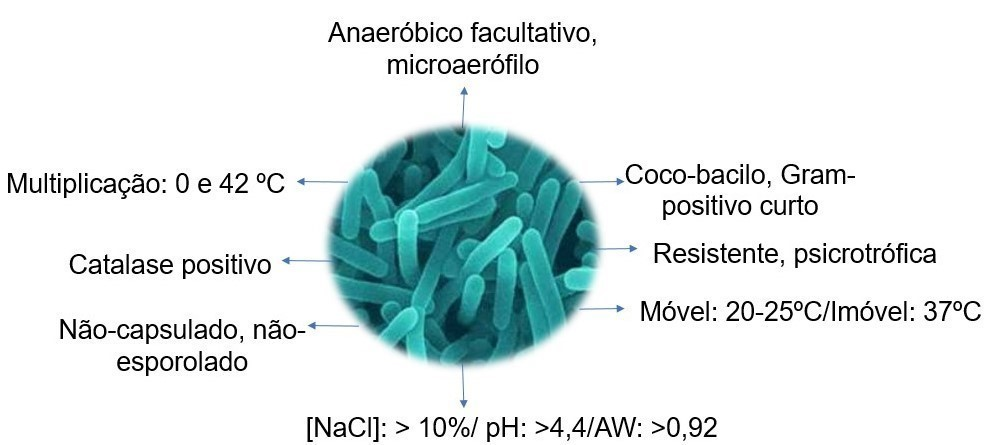 Anaeróbico facultativo,
microaerófilo
Multiplicação: 0 e 42 ºC
Coco-bacilo, Gram-
positivo curto
Catalase positivo
Resistente, psicrotrófica
Não-capsulado, não-
esporolado
Móvel: 20-25ºC/Imóvel: 37ºC
[NaCl]: > 10%/ pH: >4,4/AW: >0,92